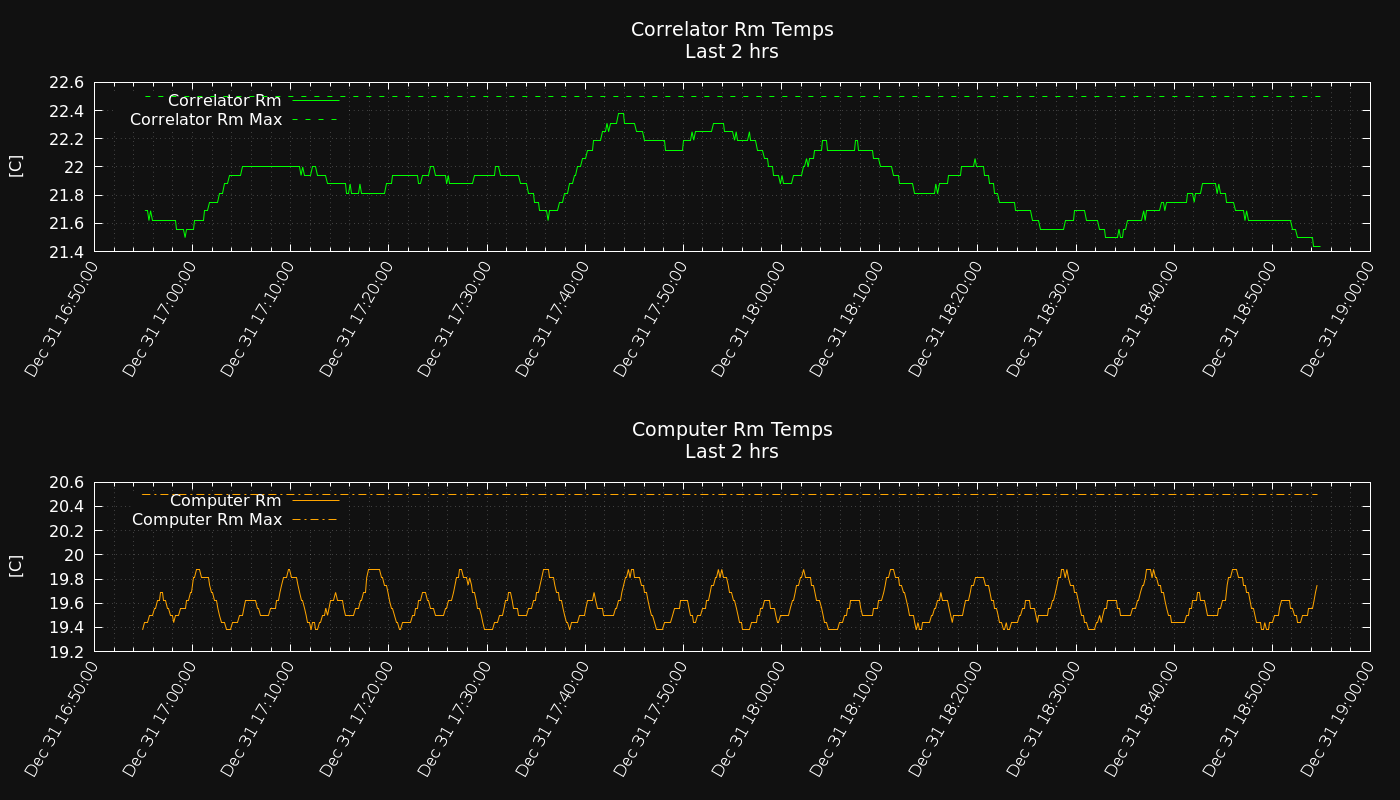 Correlator Rm Temps
Last 2 hrs
22.6
22.4
22.2
22
21.8
21.6
21.4
[C]
Correlator Rm
Correlator Rm Max
Dec 31 16:50:00
Dec 31 17:00:00
Dec 31 17:10:00
Dec 31 17:20:00
Dec 31 17:30:00
Dec 31 17:40:00
Dec 31 17:50:00
Dec 31 18:00:00
Dec 31 18:10:00
Dec 31 18:20:00
Dec 31 18:30:00
Dec 31 18:40:00
Dec 31 18:50:00
Dec 31 19:00:00
Computer Rm Temps
Last 2 hrs
20.6
20.4
20.2
20
19.8
19.6
19.4
19.2
[C]
Computer Rm
Computer Rm Max
Dec 31 16:50:00
Dec 31 17:00:00
Dec 31 17:10:00
Dec 31 17:20:00
Dec 31 17:30:00
Dec 31 17:40:00
Dec 31 17:50:00
Dec 31 18:00:00
Dec 31 18:10:00
Dec 31 18:20:00
Dec 31 18:30:00
Dec 31 18:40:00
Dec 31 18:50:00
Dec 31 19:00:00